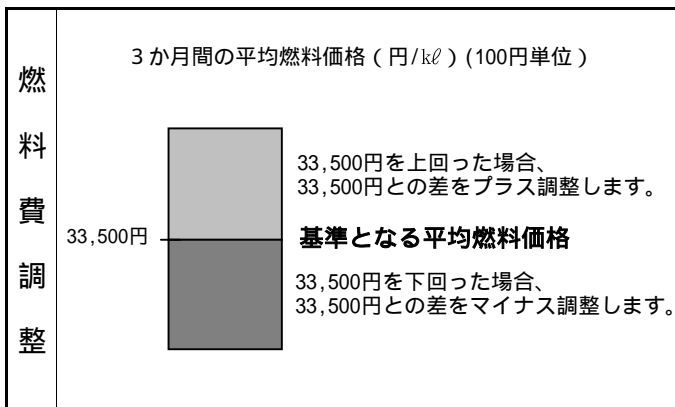 燃料費調整
3か月間の平均燃料価格(円/kℓ)(100円単位)
33,500円を上回った場合、
33,500円との差をプラス調整します。
33,500円
基準となる平均燃料価格
33,500円を下回った場合、
33,500円との差をマイナス調整します。